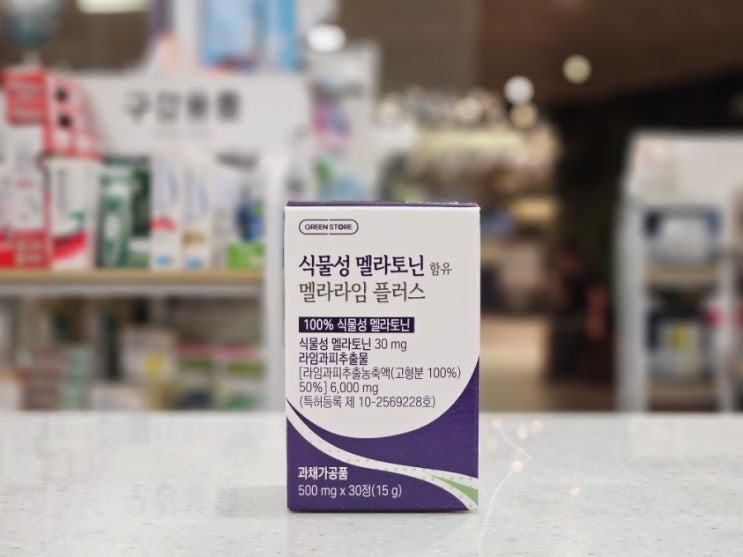 구강용품
GREEN STORE
식물성 멜라토닌 함유
멜라라임 플러스
100% 식물성 멜라토닌
식물성 멜라토닌 30 mg
라임과피추출물
[라임과피추출농축액(고형분 100%)
50%] 6,000 mg
(특허등록 제 10-2569228호)
과채가공품
500 mg x 30정(15 g)